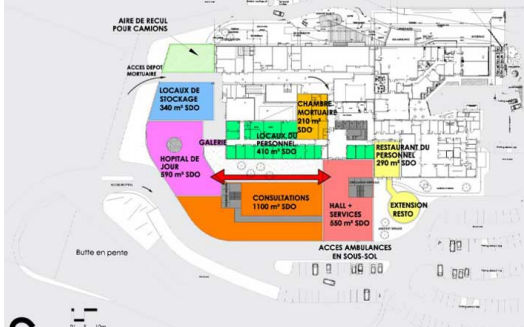 AIRE DE RECUL
POUR CAMIONS
ACCES DEPOT
MORTUAIRE
LOCAUX DE
STOCKAGE
340 m² SDO
CHAMBRE
MORTUAIRE
210 m²
SDO
GALERIE
LOCAUX DU
PERSONNEL
410 m² SDO
RESTAURANT DU
PERSONNEL
290 m² SDO
HOPITAL DE
JOUR
590 m² SDO
CONSULTATIONS
1100 m² SDO
HALL +
SERVICES
550 m² SDO
EXTENSION
RESTO
ACCES AMBULANCES
EN SOUS-SOL
Butte en pente